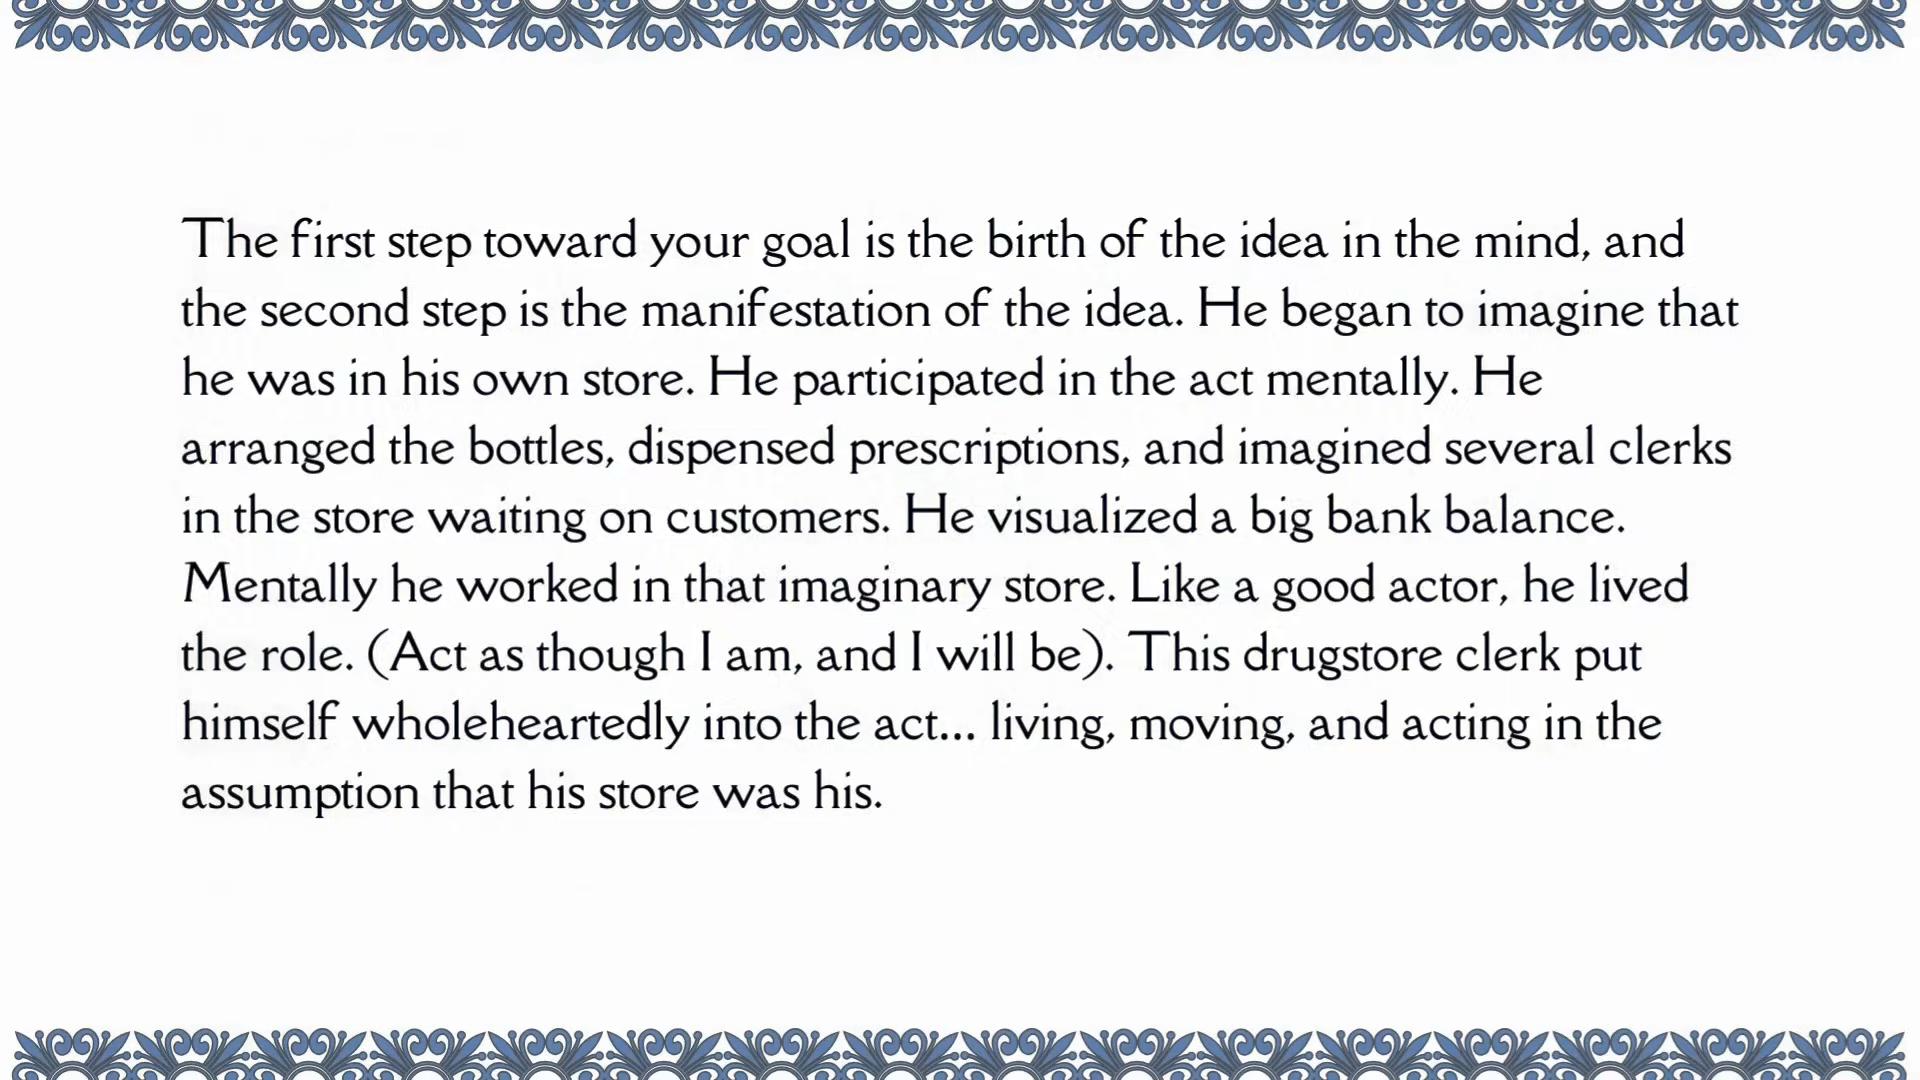 The first step toward your goal is the birth of the idea in the mind, and
the second step is the manifestation of the idea. He began to imagine that
he was in his own store. He participated in the act mentally. He
arranged the bottles, dispensed prescriptions, and imagined several clerks
in the store waiting on customers. He visualized a big bank balance.
Mentally he worked in that imaginary store. Like a good actor, he lived
the role. (Act as though I am, and I will be). This drugstore clerk put
himself wholeheartedly into the act... living, moving, and acting in the
assumption that his store was his.